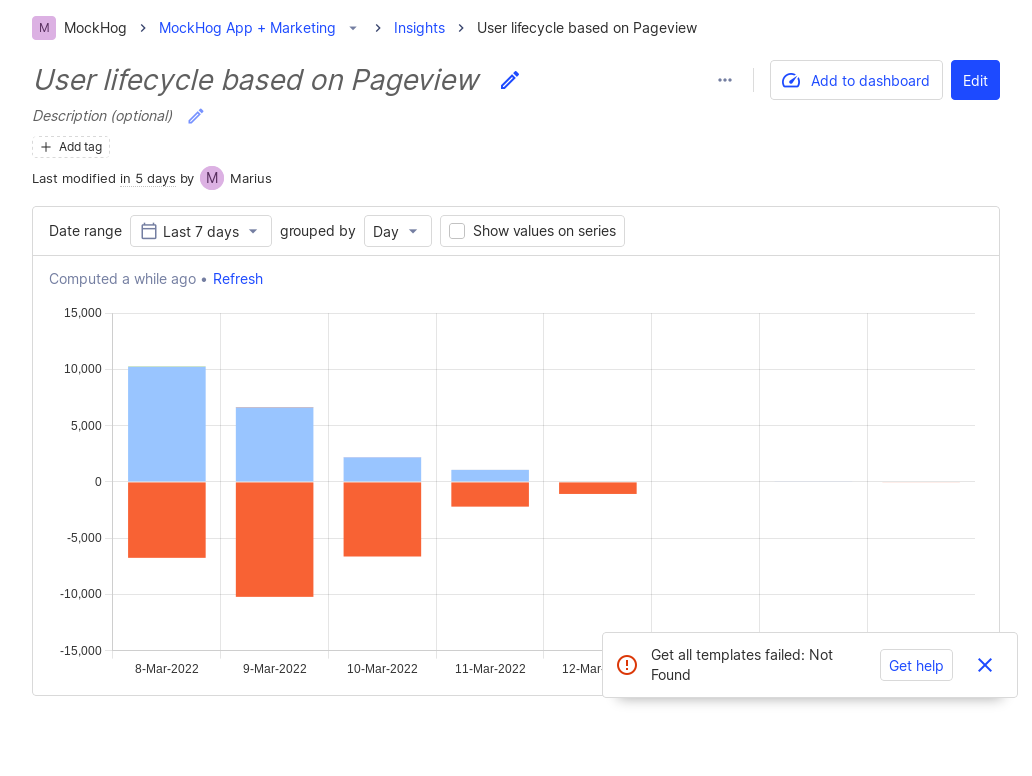 M MockHog MockHog App + Marketing Insights User lifecycle based on Pageview
User lifecycle based on Pageview
Add to dashboard
Edit
Description (optional)
Add tag
Last modified in 5 days by M Marius
Date range Last 7 days grouped by Day Show values on series
Computed a while ago • Refresh
15,000
10,000
5,000
0
-5,000
-10,000
-15,000
8-Mar-2022 9-Mar-2022 10-Mar-2022 11-Mar-2022 12-Mar-
Get all templates failed: Not
Found
Get help